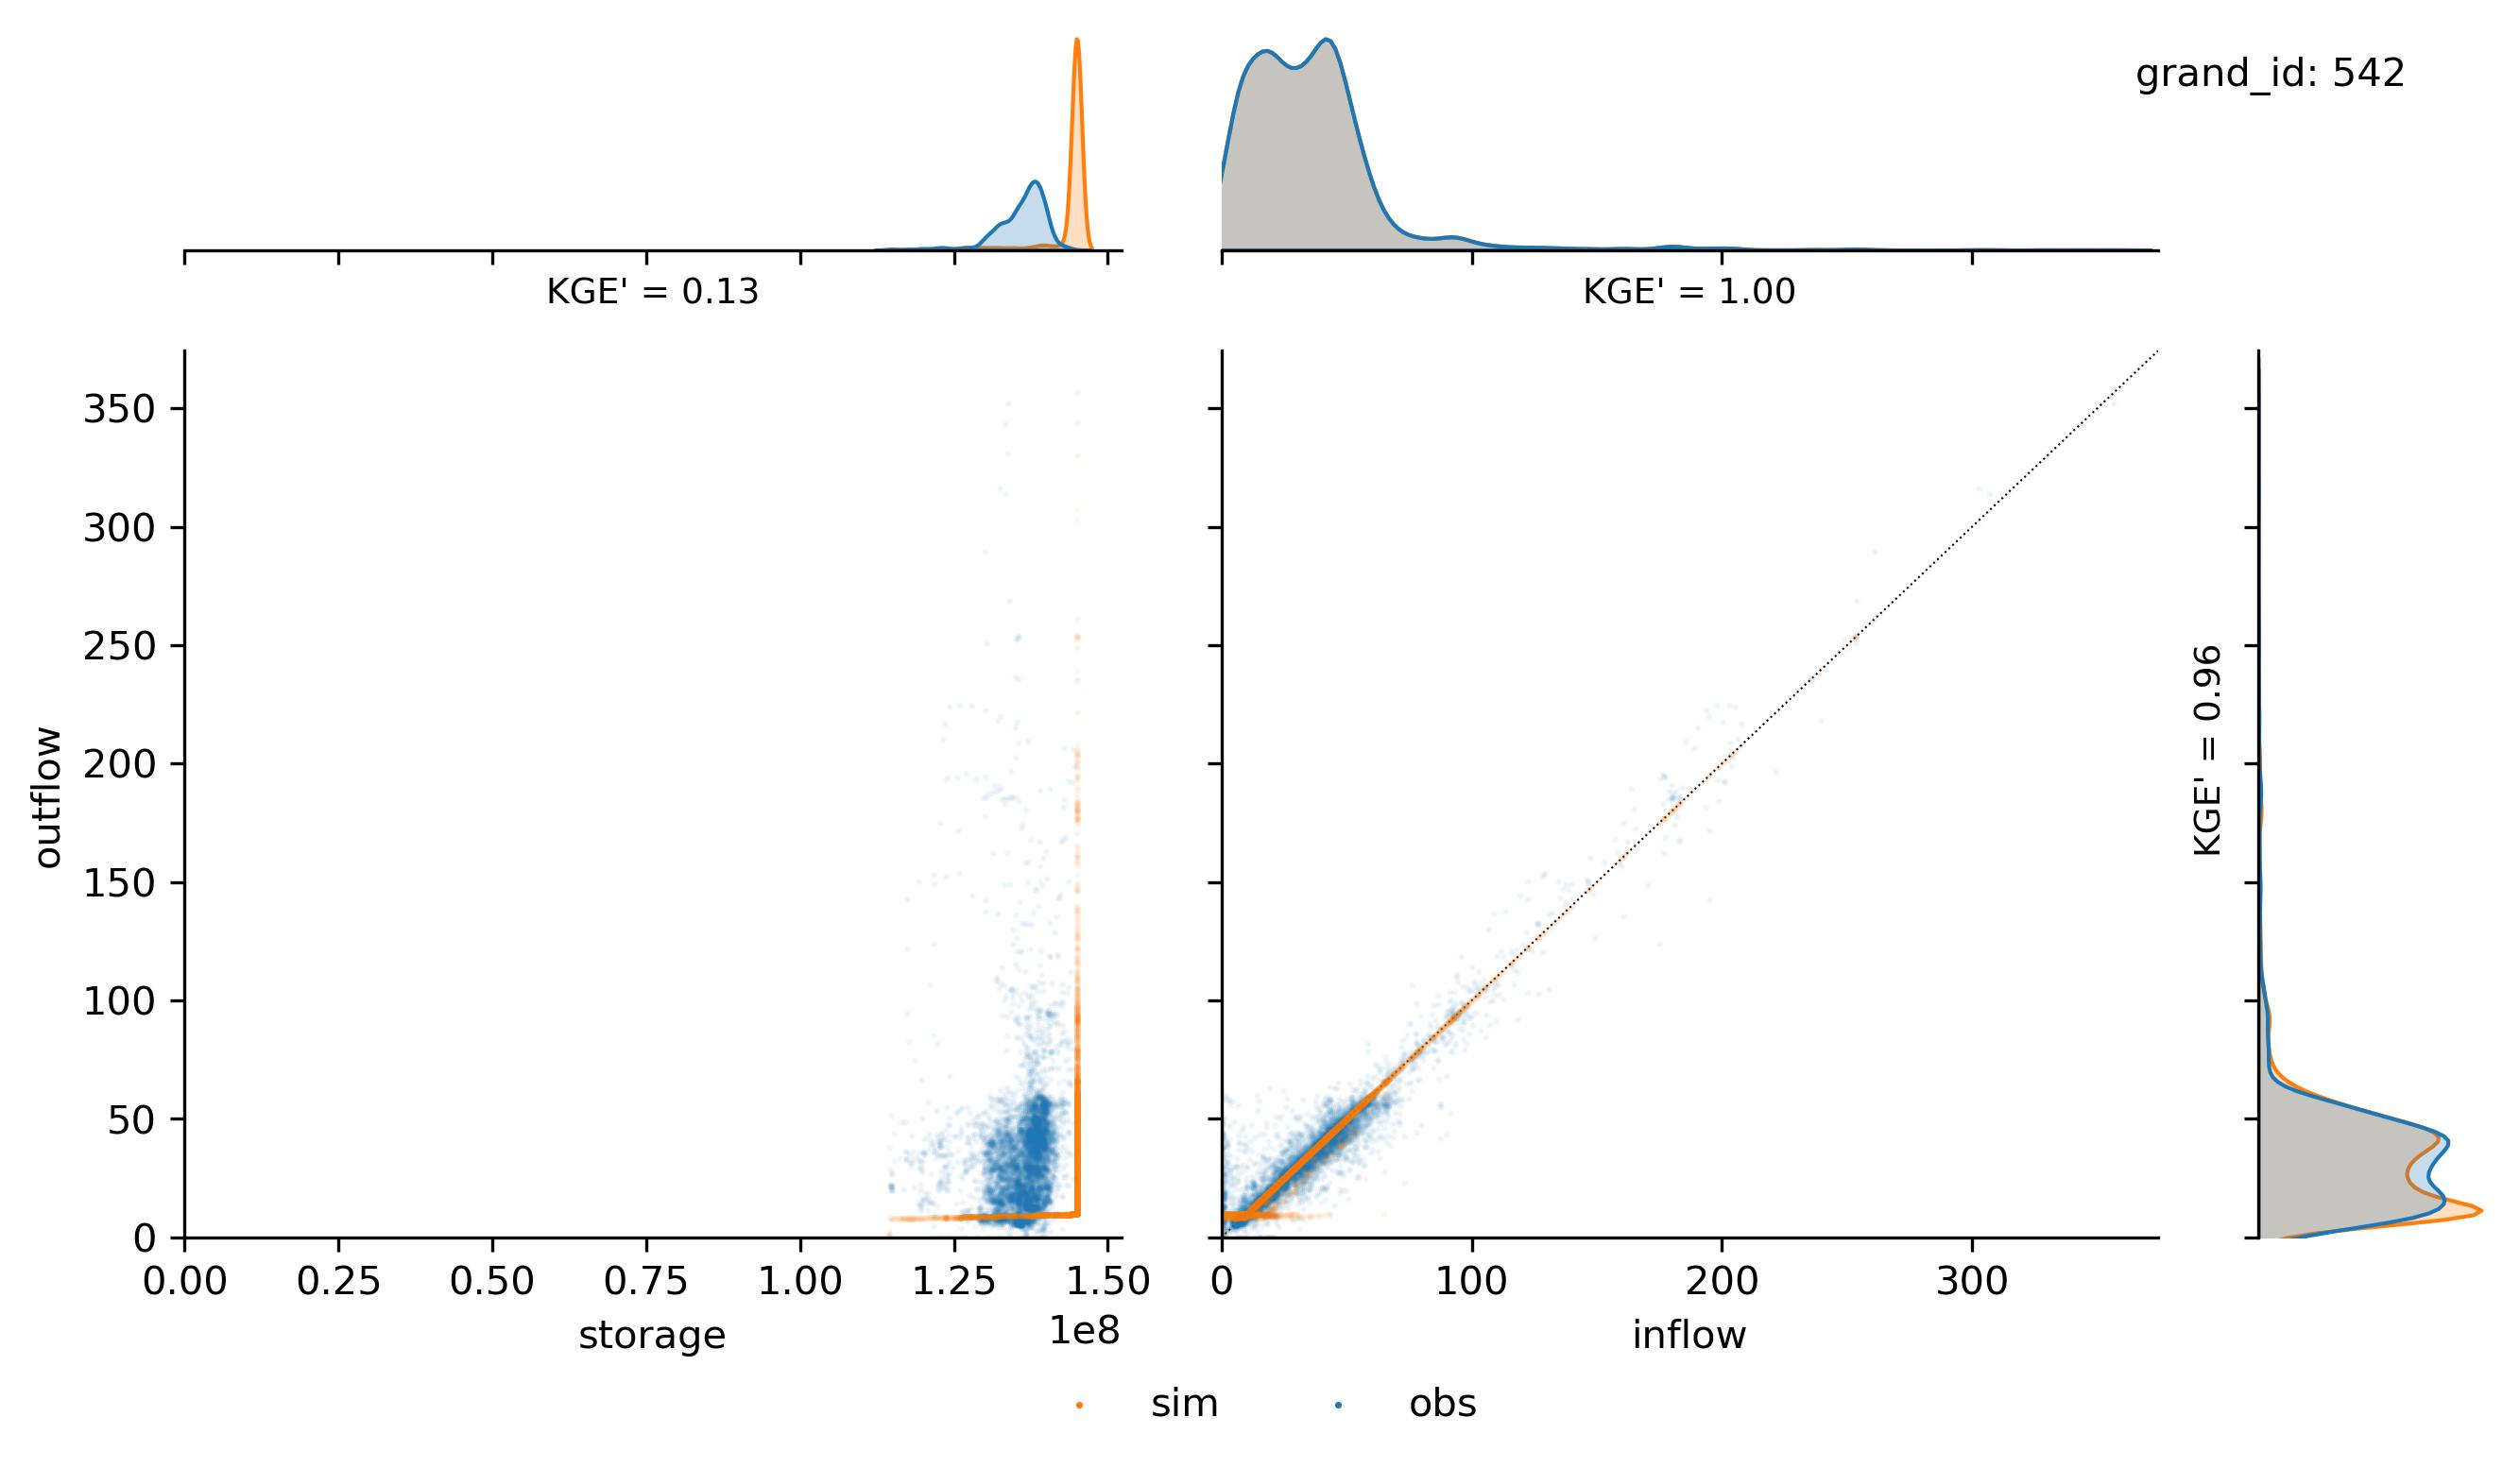 grand_id: 542
KGE' = 0.13
KGE' = 1.00
350
300
250
200
150
100
50
0
outflow
KGE' = 0.96
0.00 0.25 0.50 0.75 1.00 1.25 1.50
0 100 200 300
storage
1e8
inflow
sim
obs